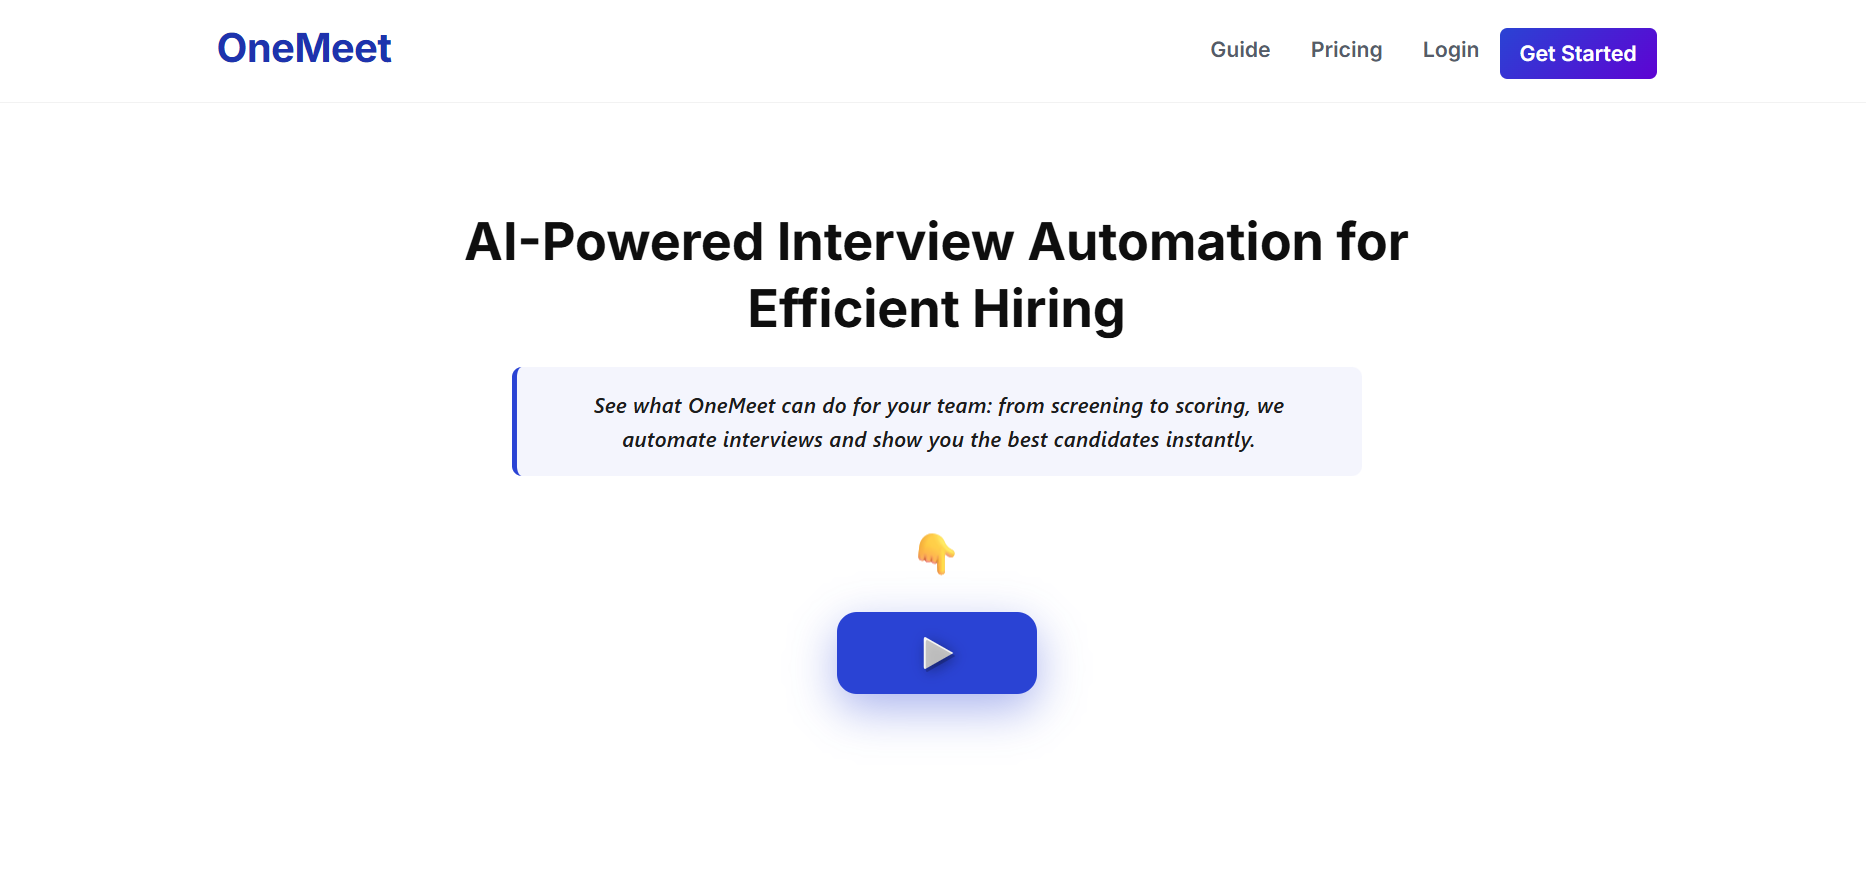 OneMeet
Guide
Pricing
Login
Get Started
AI-Powered Interview Automation for
Efficient Hiring
See what OneMeet can do for your team: from screening to scoring, we
automate interviews and show you the best candidates instantly.